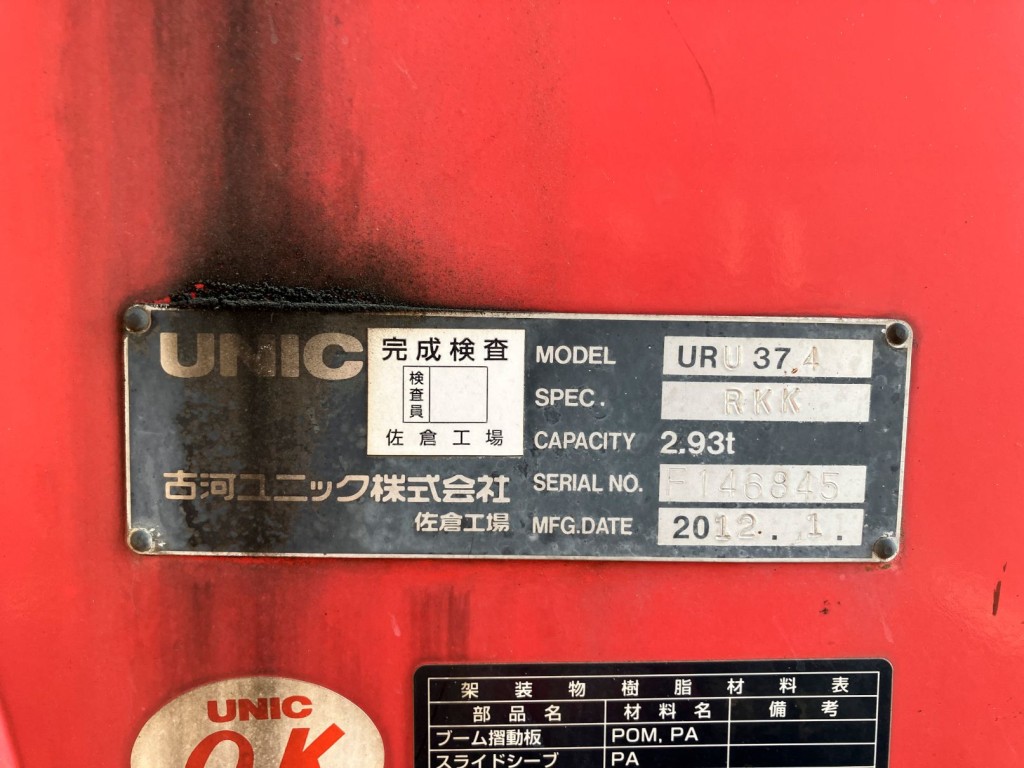 UNIC
完成検査
検査員
佐倉工場
古河ユニック株式会社
佐倉工場
MODEL URU374
SPEC. RKK
CAPACITY 2.93t
SERIAL NO. F146845
MFG.DATE 2012. 1.
UNIC
OK
架装物樹脂材料表
部品名 材料名 備考
ブーム摺動板 POM, PA
スライドシーブ PA